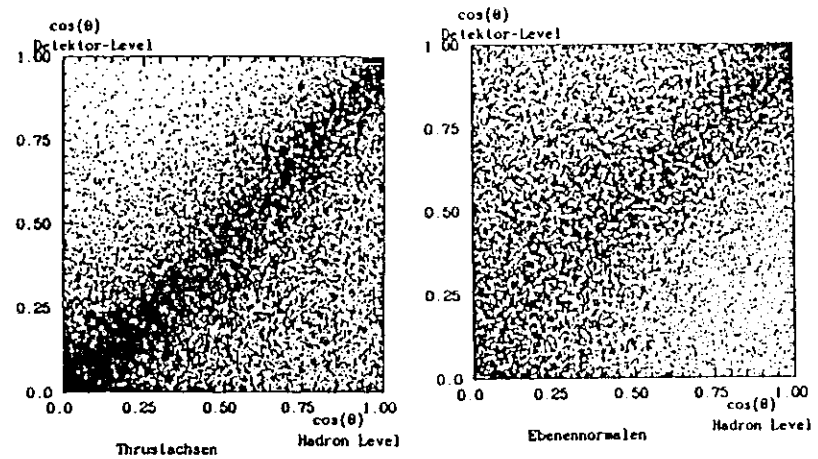 cos(θ)
Detektor-Level
1.00
0.75
0.50
0.25
0.0
0.0 0.25 0.50 0.75 1.00
cos(θ)
Hadron Level
Thrustachsen
cos(θ)
Detektor-Level
1.00
0.75
0.50
0.25
0.0
0.0 0.25 0.50 0.75 1.00
cos(θ)
Hadron Level
Ebenennormalen